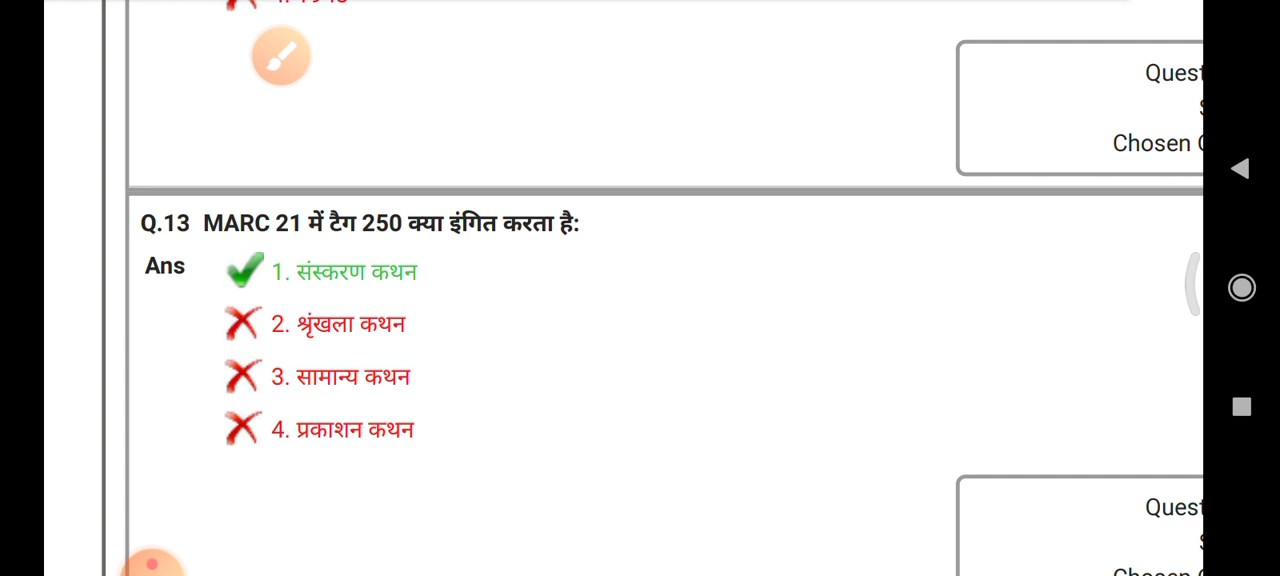 Quest
Chosen
Q.13 MARC 21 में टैग 250 क्या इंगित करता है:
Ans
1. संस्करण कथन
2. श्रृंखला कथन
3. सामान्य कथन
4. प्रकाशन कथन
Quest